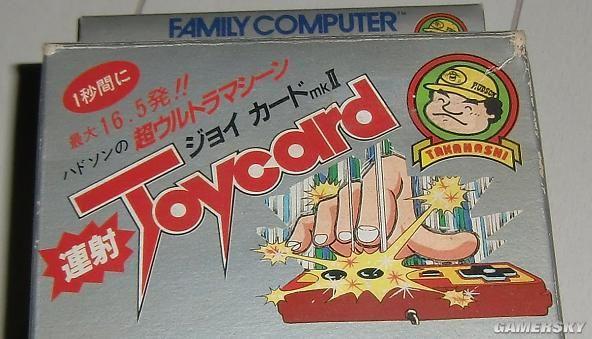 FAMILY COMPUTER™
1秒間に
最大16.5発!!
ハドソンの超ウルトラマシーン
ジョイカードmkⅡ
Joycard
連射
HUDSON
TAKAHASHI
GAMERSKY